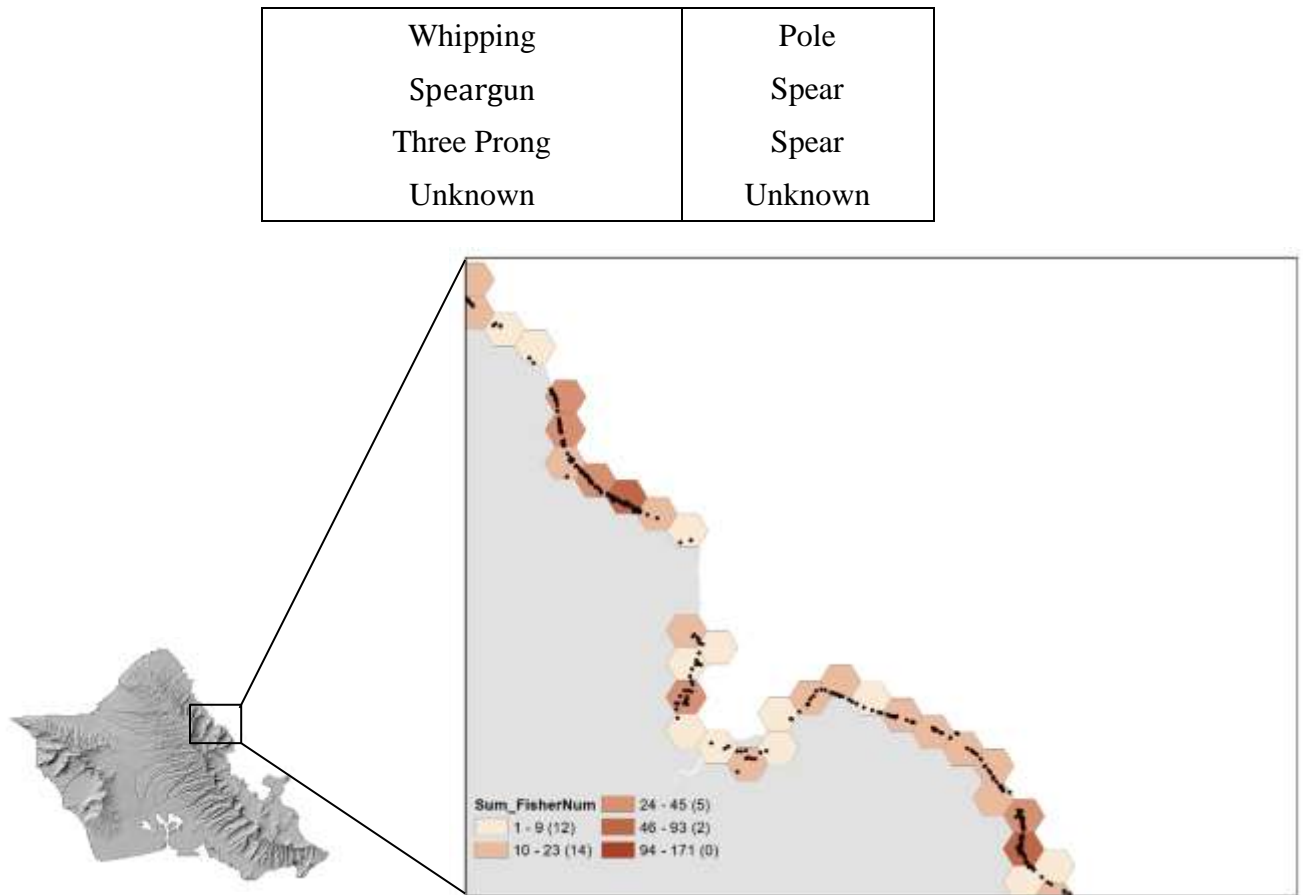 Whipping Pole
Speargun Spear
Three Prong Spear
Unknown Unknown
Sum_FisherNum
1 - 9 (12)
10 - 23 (14)
24 - 45 (5)
46 - 93 (2)
94 - 171 (0)